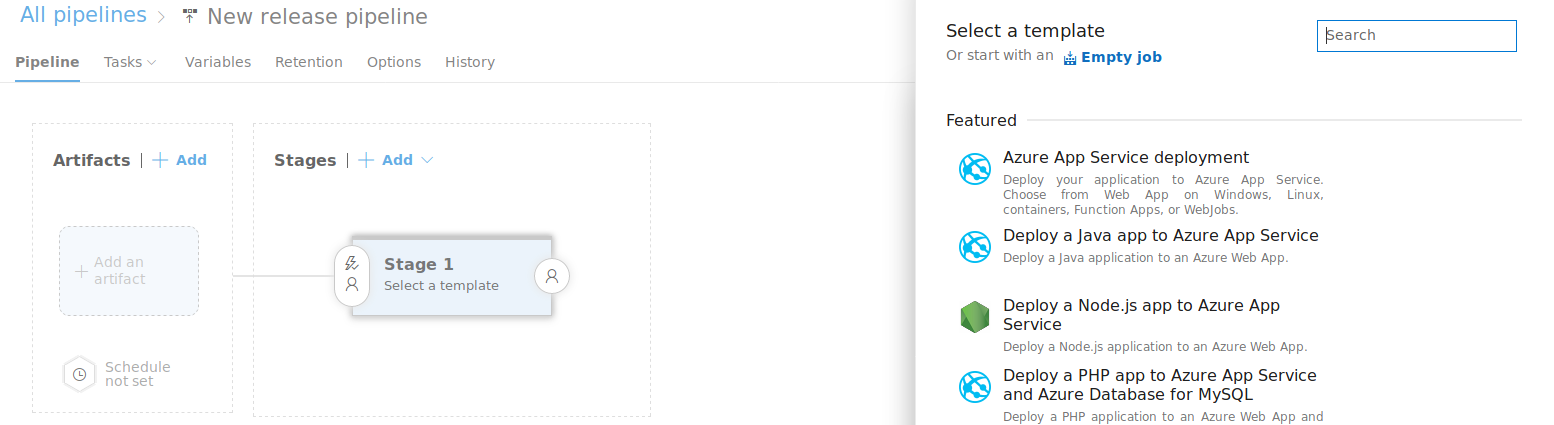 All pipelines
New release pipeline
Pipeline
Tasks
Variables
Retention
Options
History
Artifacts
Add
Add an
artifact
Schedule
not set
Stages
Add
Stage 1
Select a template
Select a template
Or start with an Empty job
Search
Featured
Azure App Service deployment
Deploy your application to Azure App Service.
Choose from Web App on Windows, Linux,
containers, Function Apps, or WebJobs.
Deploy a Java app to Azure App Service
Deploy a Java application to an Azure Web App.
Deploy a Node.js app to Azure App
Service
Deploy a Node.js application to an Azure Web App.
Deploy a PHP app to Azure App Service
and Azure Database for MySQL
Deploy a PHP application to an Azure Web App and